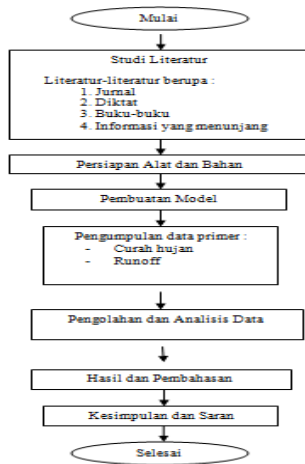 Mulai
Studi Literatur
Literatur-literatur berupa :
1. Jurnal
2. Diktat
3. Buku-buku
4. Informasi yang menunjang
Persiapan Alat dan Bahan
Pembuatan Model
Pengumpulan data primer :
- Curah hujan
- Runoff
Pengolahan dan Analisis Data
Hasil dan Pembahasan
Kesimpulan dan Saran
Selesai